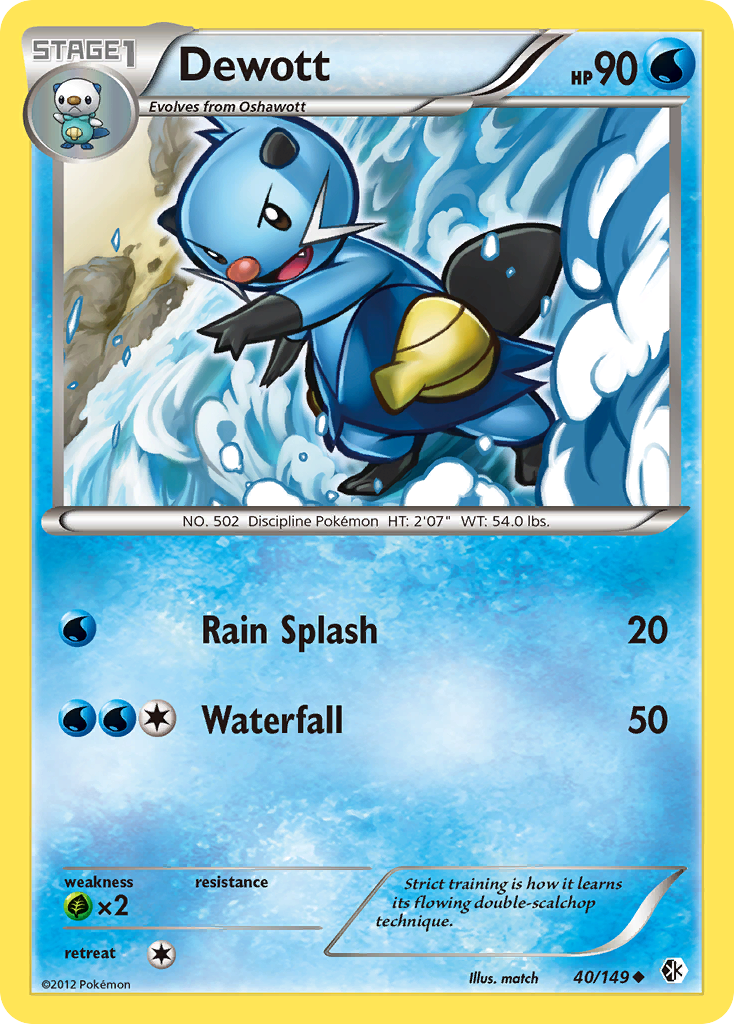 STAGE1
Dewott
HP90
Evolves from Oshawott
NO. 502 Discipline Pokémon HT: 2'07" WT: 54.0 lbs.
Rain Splash 20
Waterfall 50
weakness resistance
×2
Strict training is how it learns
its flowing double-scalchop
technique.
retreat
©2012 Pokémon
Illus. match 40/149